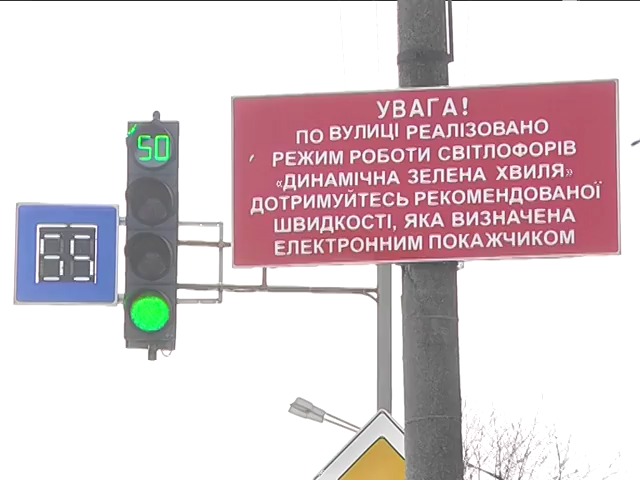 УВАГА!
ПО ВУЛИЦІ РЕАЛІЗОВАНО
РЕЖИМ РОБОТИ СВІТЛОФОРІВ
«ДИНАМІЧНА ЗЕЛЕНА ХВИЛЯ»
ДОТРИМУЙТЕСЬ РЕКОМЕНДОВАНОЇ
ШВИДКОСТІ, ЯКА ВИЗНАЧЕНА
ЕЛЕКТРОННИМ ПОКАЖЧИКОМ
50